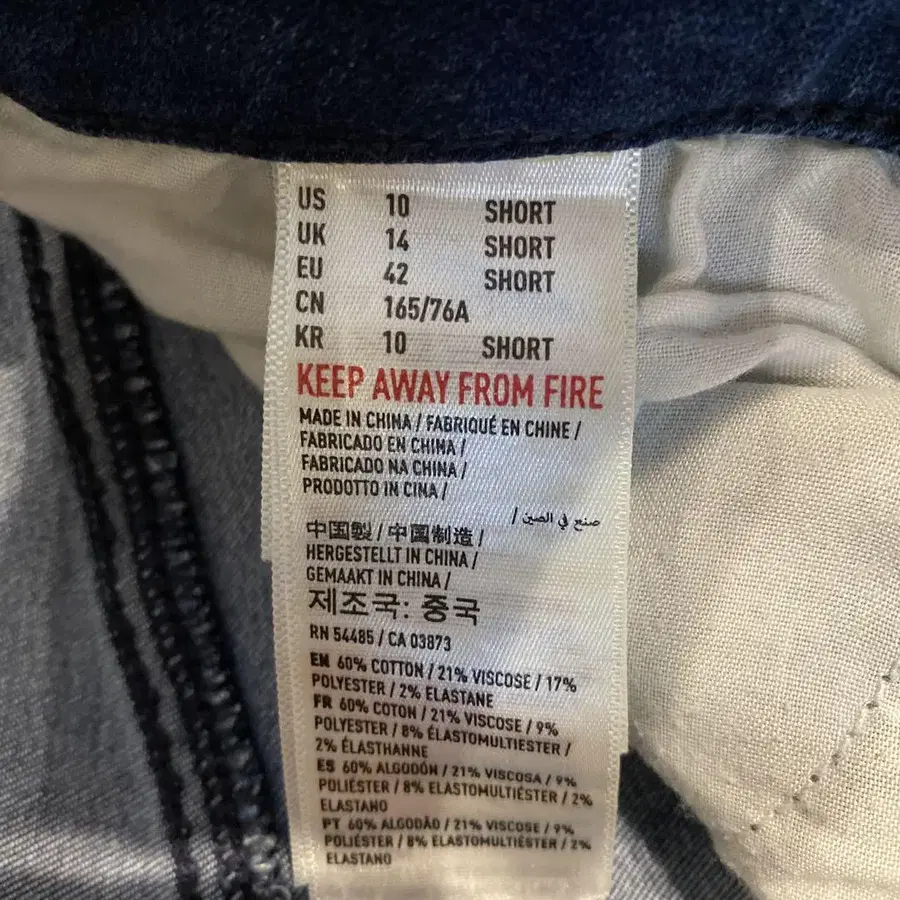 US 10 SHORT
UK 14 SHORT
EU 42 SHORT
CN 165/76A
KR 10 SHORT
KEEP AWAY FROM FIRE
MADE IN CHINA / FABRIQUÉ EN CHINE /
FABRICADO EN CHINA /
FABRICADO NA CHINA /
PRODOTTO IN CINA /
صنع في الصين /
中国製 / 中国制造 /
HERGESTELLT IN CHINA /
GEMAAKT IN CHINA /
제조국: 중국
RN 54485 / CA 03873
EN 60% COTTON / 21% VISCOSE / 17%
POLYESTER / 2% ELASTANE
FR 60% COTON / 21% VISCOSE / 9%
POLYESTER / 8% ÉLASTOMULTIESTER /
2% ÉLASTHANNE
ES 60% ALGODÓN / 21% VISCOSA / 9%
POLIÉSTER / 8% ELASTOMULTIÉSTER / 2%
ELASTANO
PT 60% ALGODÃO / 21% VISCOSE / 9%
POLIÉSTER / 8% ELASTOMULTIESTER / 2%
ELASTANO